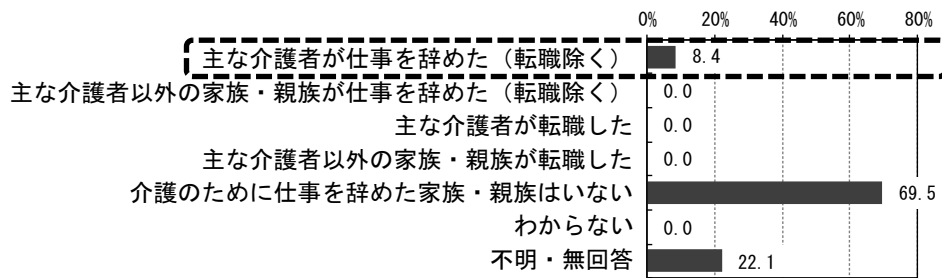 0% 20% 40% 60% 80%
主な介護者が仕事を辞めた（転職除く） 8.4
主な介護者以外の家族・親族が仕事を辞めた（転職除く） 0.0
主な介護者が転職した 0.0
主な介護者以外の家族・親族が転職した 0.0
介護のために仕事を辞めた家族・親族はいない 69.5
わからない 0.0
不明・無回答 22.1